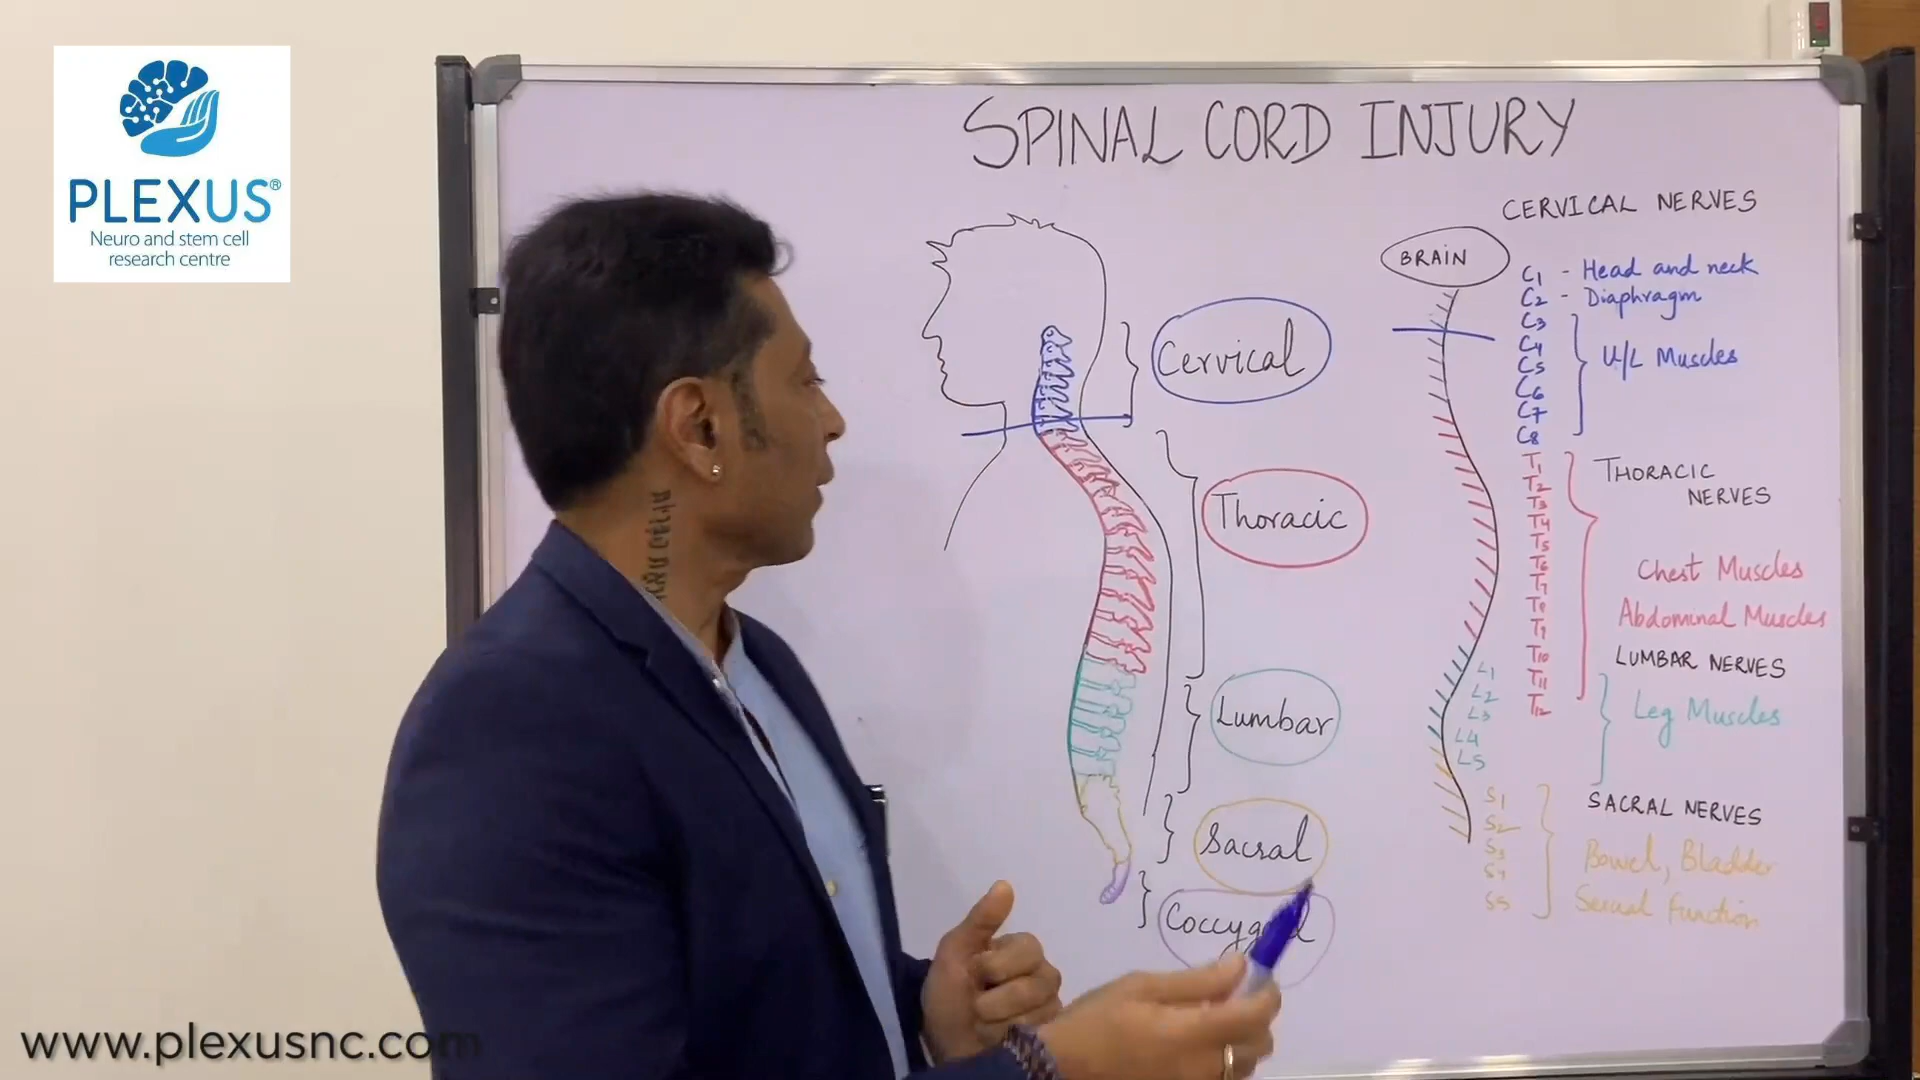 PLEXUS®
Neuro and stem cell
research centre
SPINAL CORD INJURY
CERVICAL NERVES
BRAIN
C1 - Head and neck
C2 - Diaphragm
C3
C4
C5
C6
C7
C8
U/L Muscles
Cervical
T1
T2
T3
T4
T5
T6
T7
T8
T9
T10
T11
T12
THORACIC
NERVES
Chest Muscles
Abdominal Muscles
Thoracic
LUMBAR NERVES
L1
L2
L3
L4
L5
Leg Muscles
Lumbar
S1
S2
S3
S4
S5
SACRAL NERVES
Bowel, Bladder
Sexual Function
Sacral
www.plexusnc.com